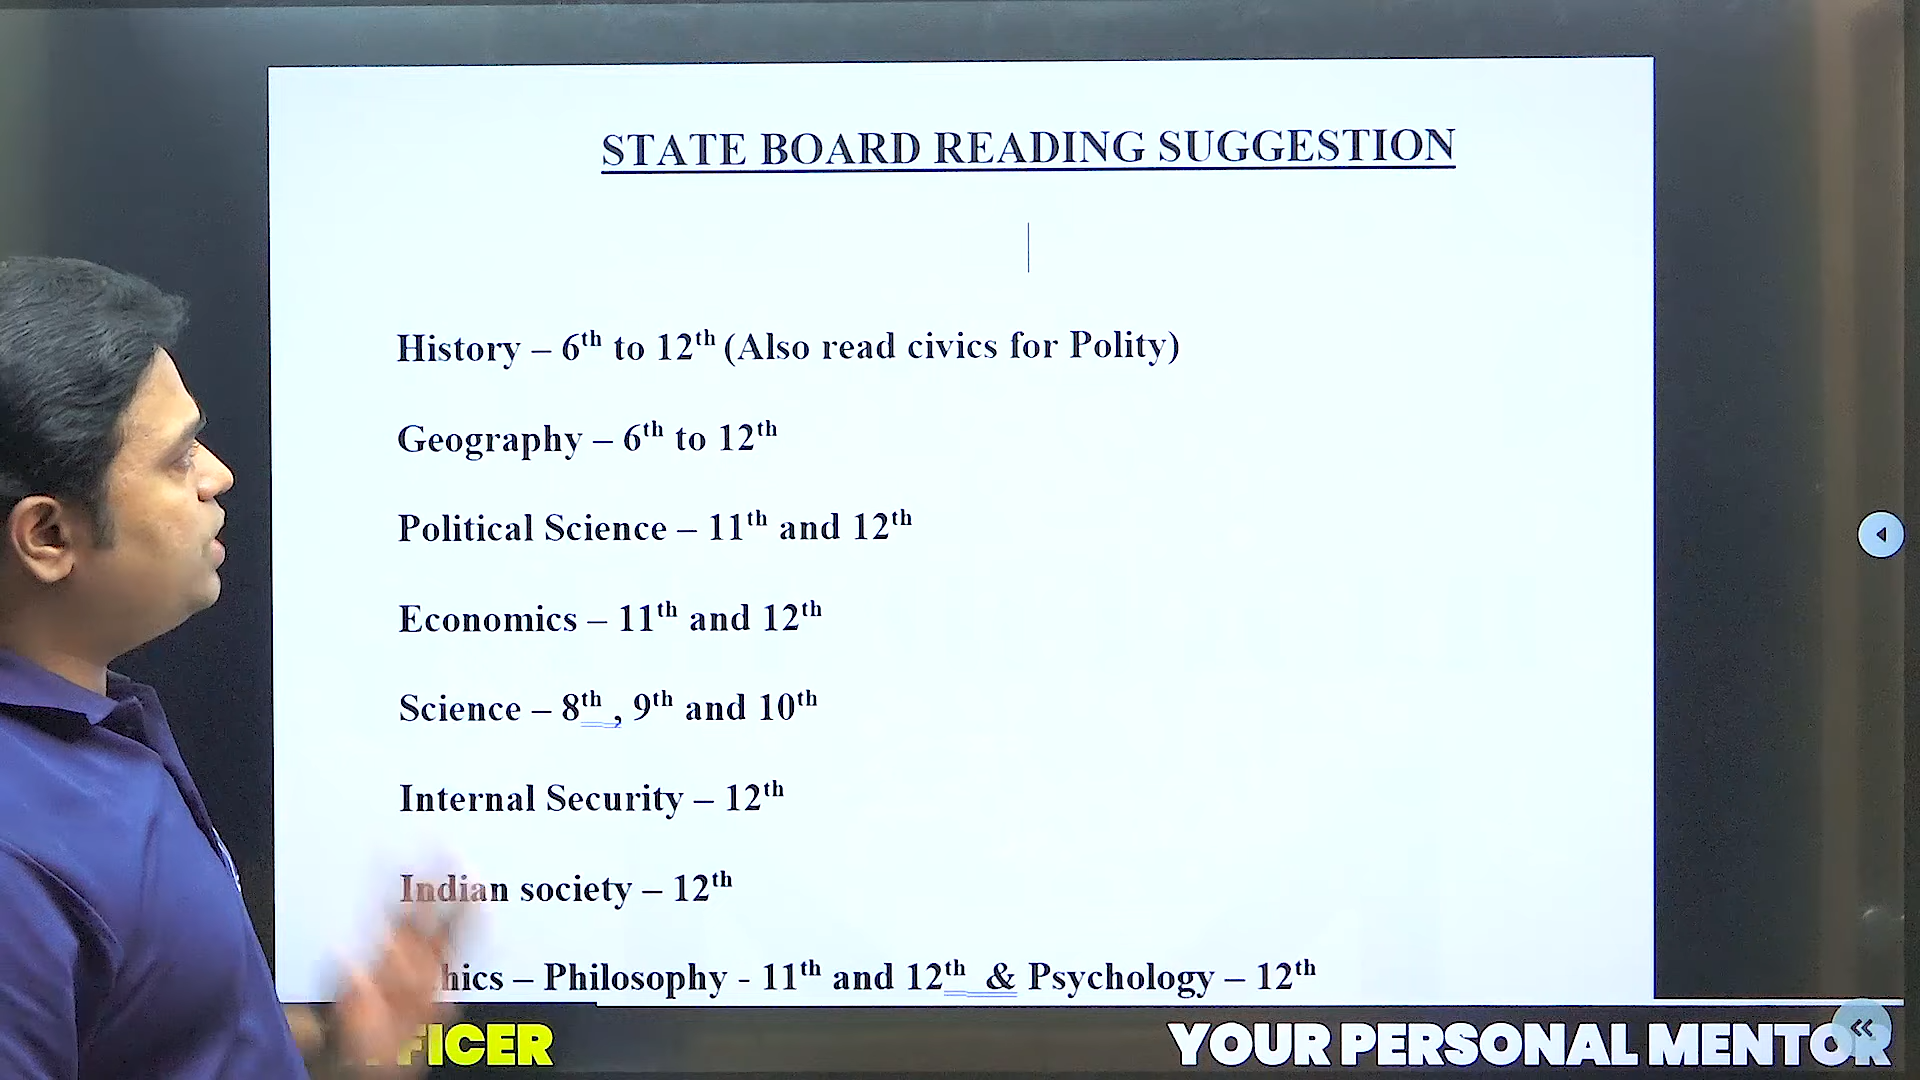 STATE BOARD READING SUGGESTION
History – 6th to 12th (Also read civics for Polity)
Geography – 6th to 12th
Political Science – 11th and 12th
Economics – 11th and 12th
Science – 8th , 9th and 10th
Internal Security – 12th
Indian society – 12th
hics – Philosophy - 11th and 12th & Psychology – 12th
FICER
YOUR PERSONAL MENTOR